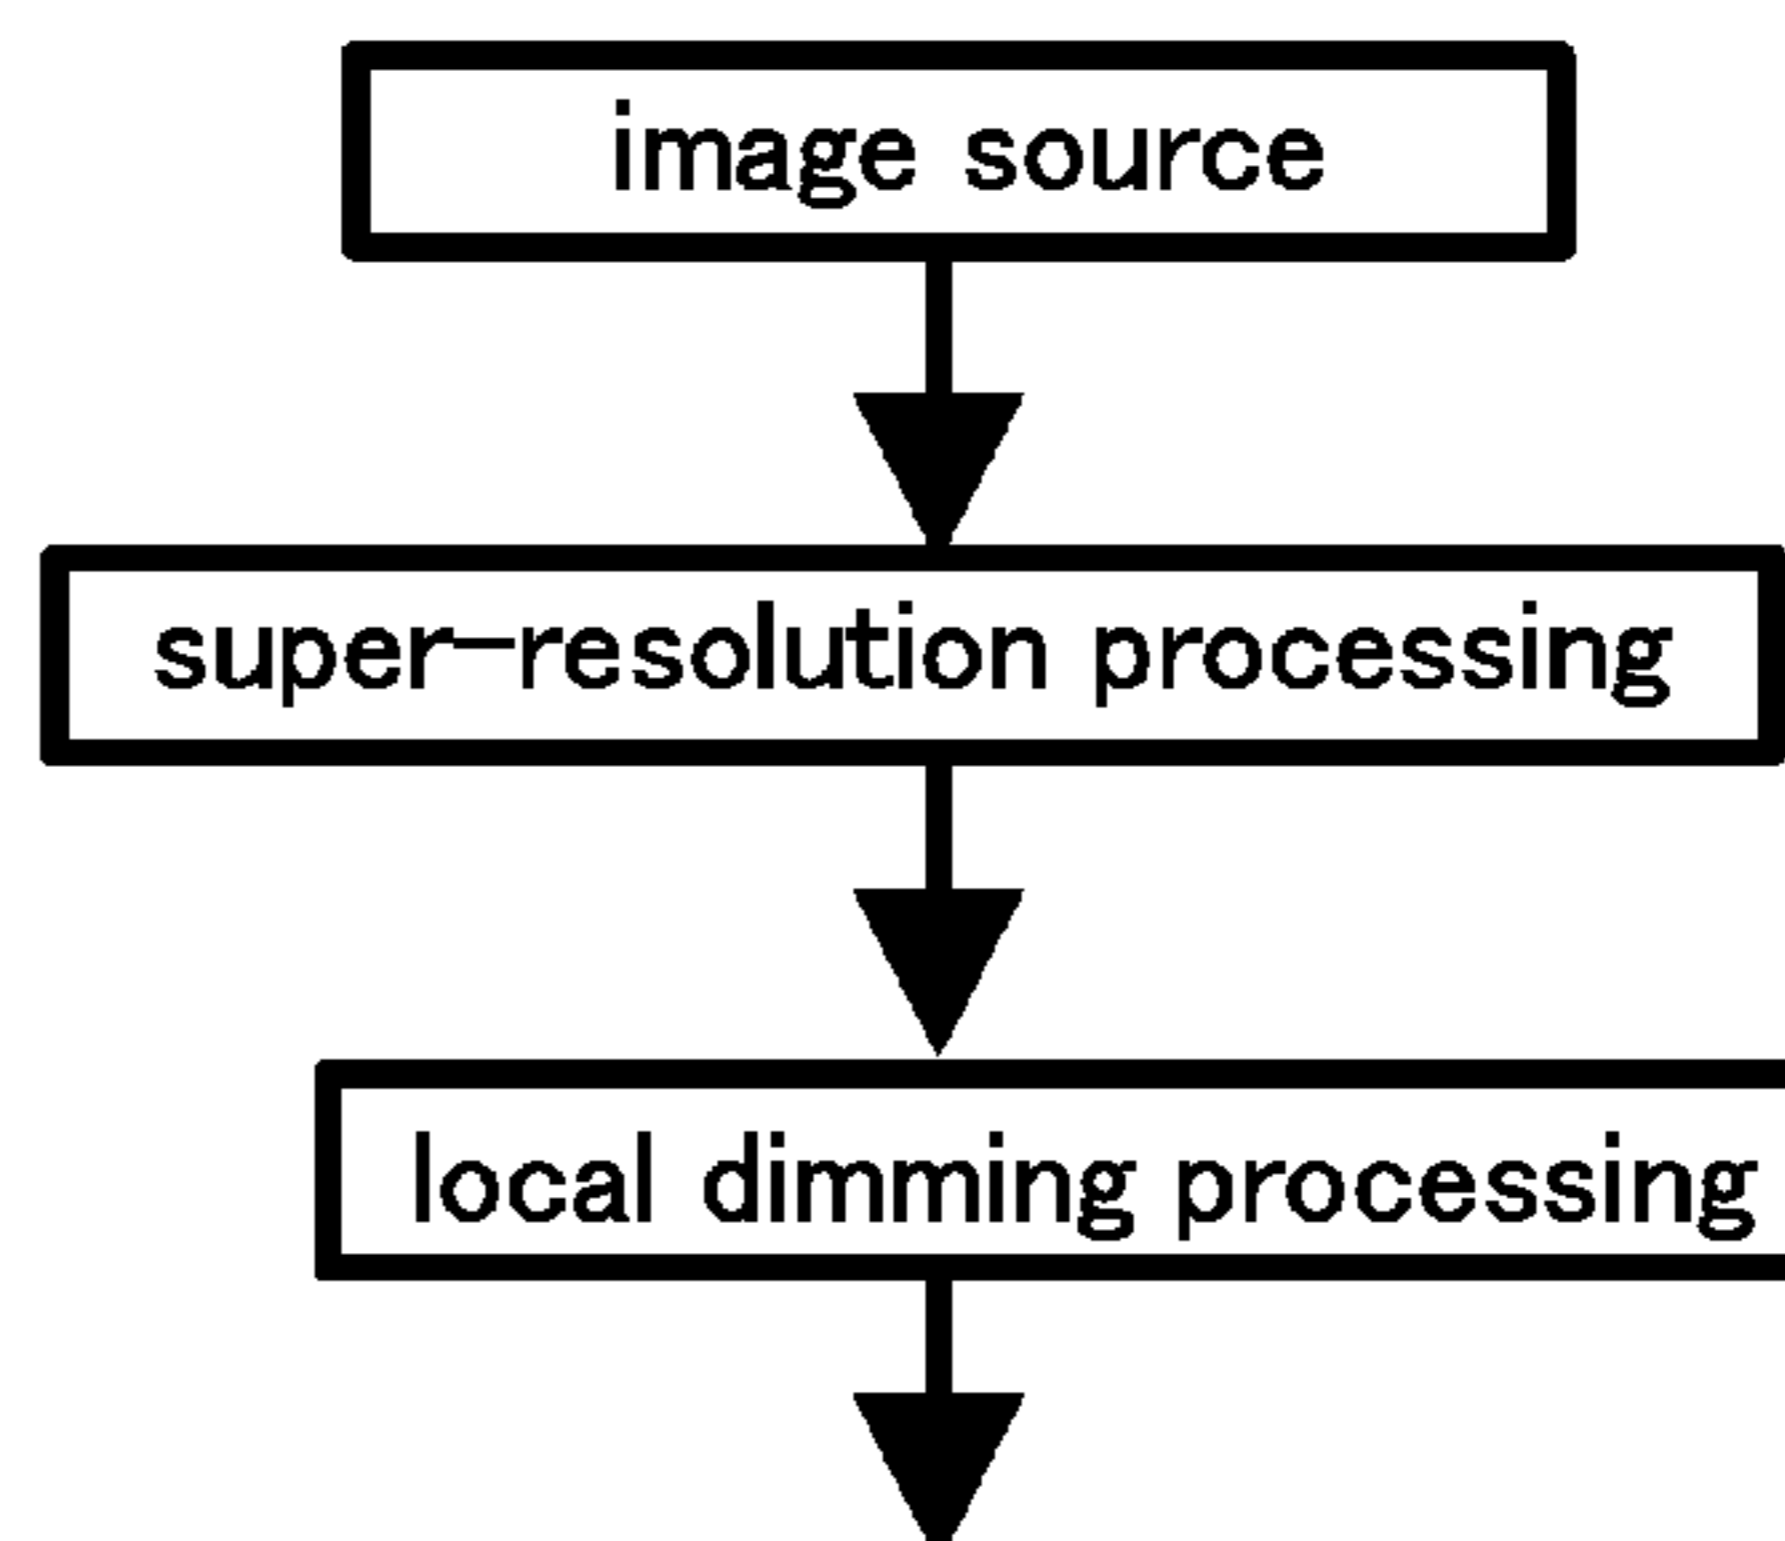 image source
super-resolution processing
local dimming processing